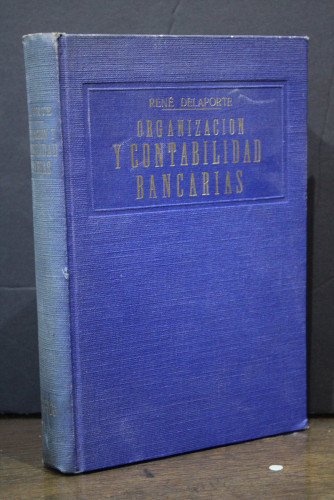 RENÉ DELAPORTE
ORGANIZACION
Y CONTABILIDAD
BANCARIAS